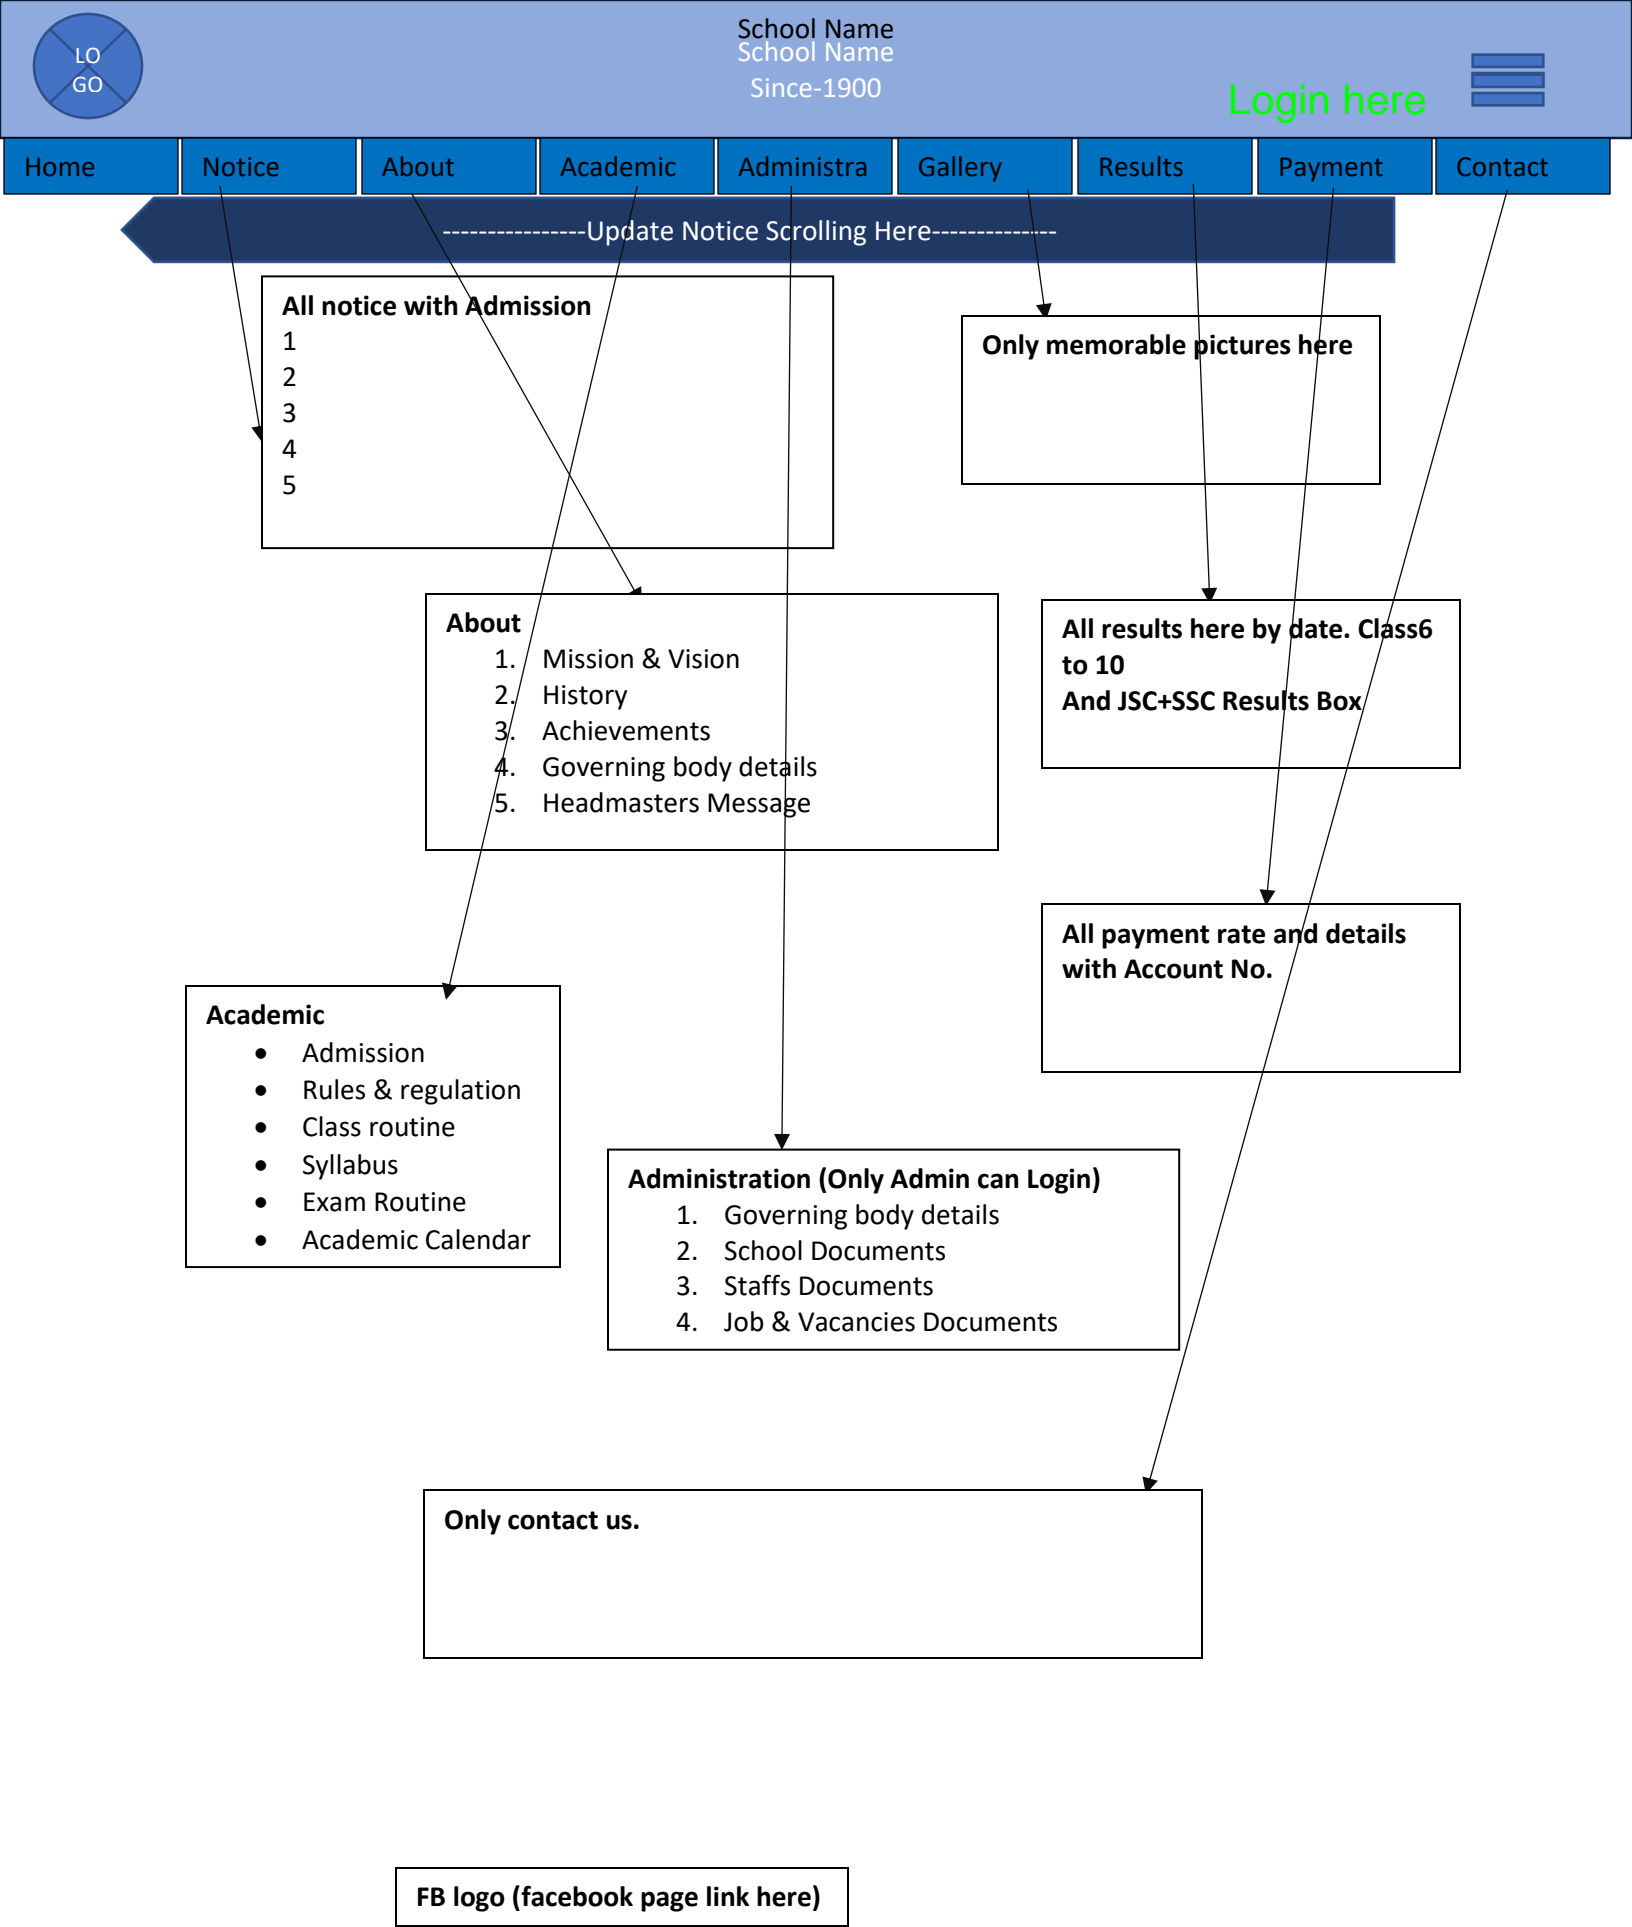 School Name
LO
GO
School Name
Since-1900
Login here
Home Notice About Academic Administra Gallery Results Payment Contact
----------------Update Notice Scrolling Here--------------
All notice with Admission
1
2
3
4
5
Only memorable pictures here
About
1. Mission & Vision
2. History
3. Achievements
4. Governing body details
5. Headmasters Message
All results here by date. Class6
to 10
And JSC+SSC Results Box
All payment rate and details
with Account No.
Academic
• Admission
• Rules & regulation
• Class routine
• Syllabus
• Exam Routine
• Academic Calendar
Administration (Only Admin can Login)
1. Governing body details
2. School Documents
3. Staffs Documents
4. Job & Vacancies Documents
Only contact us.
FB logo (facebook page link here)